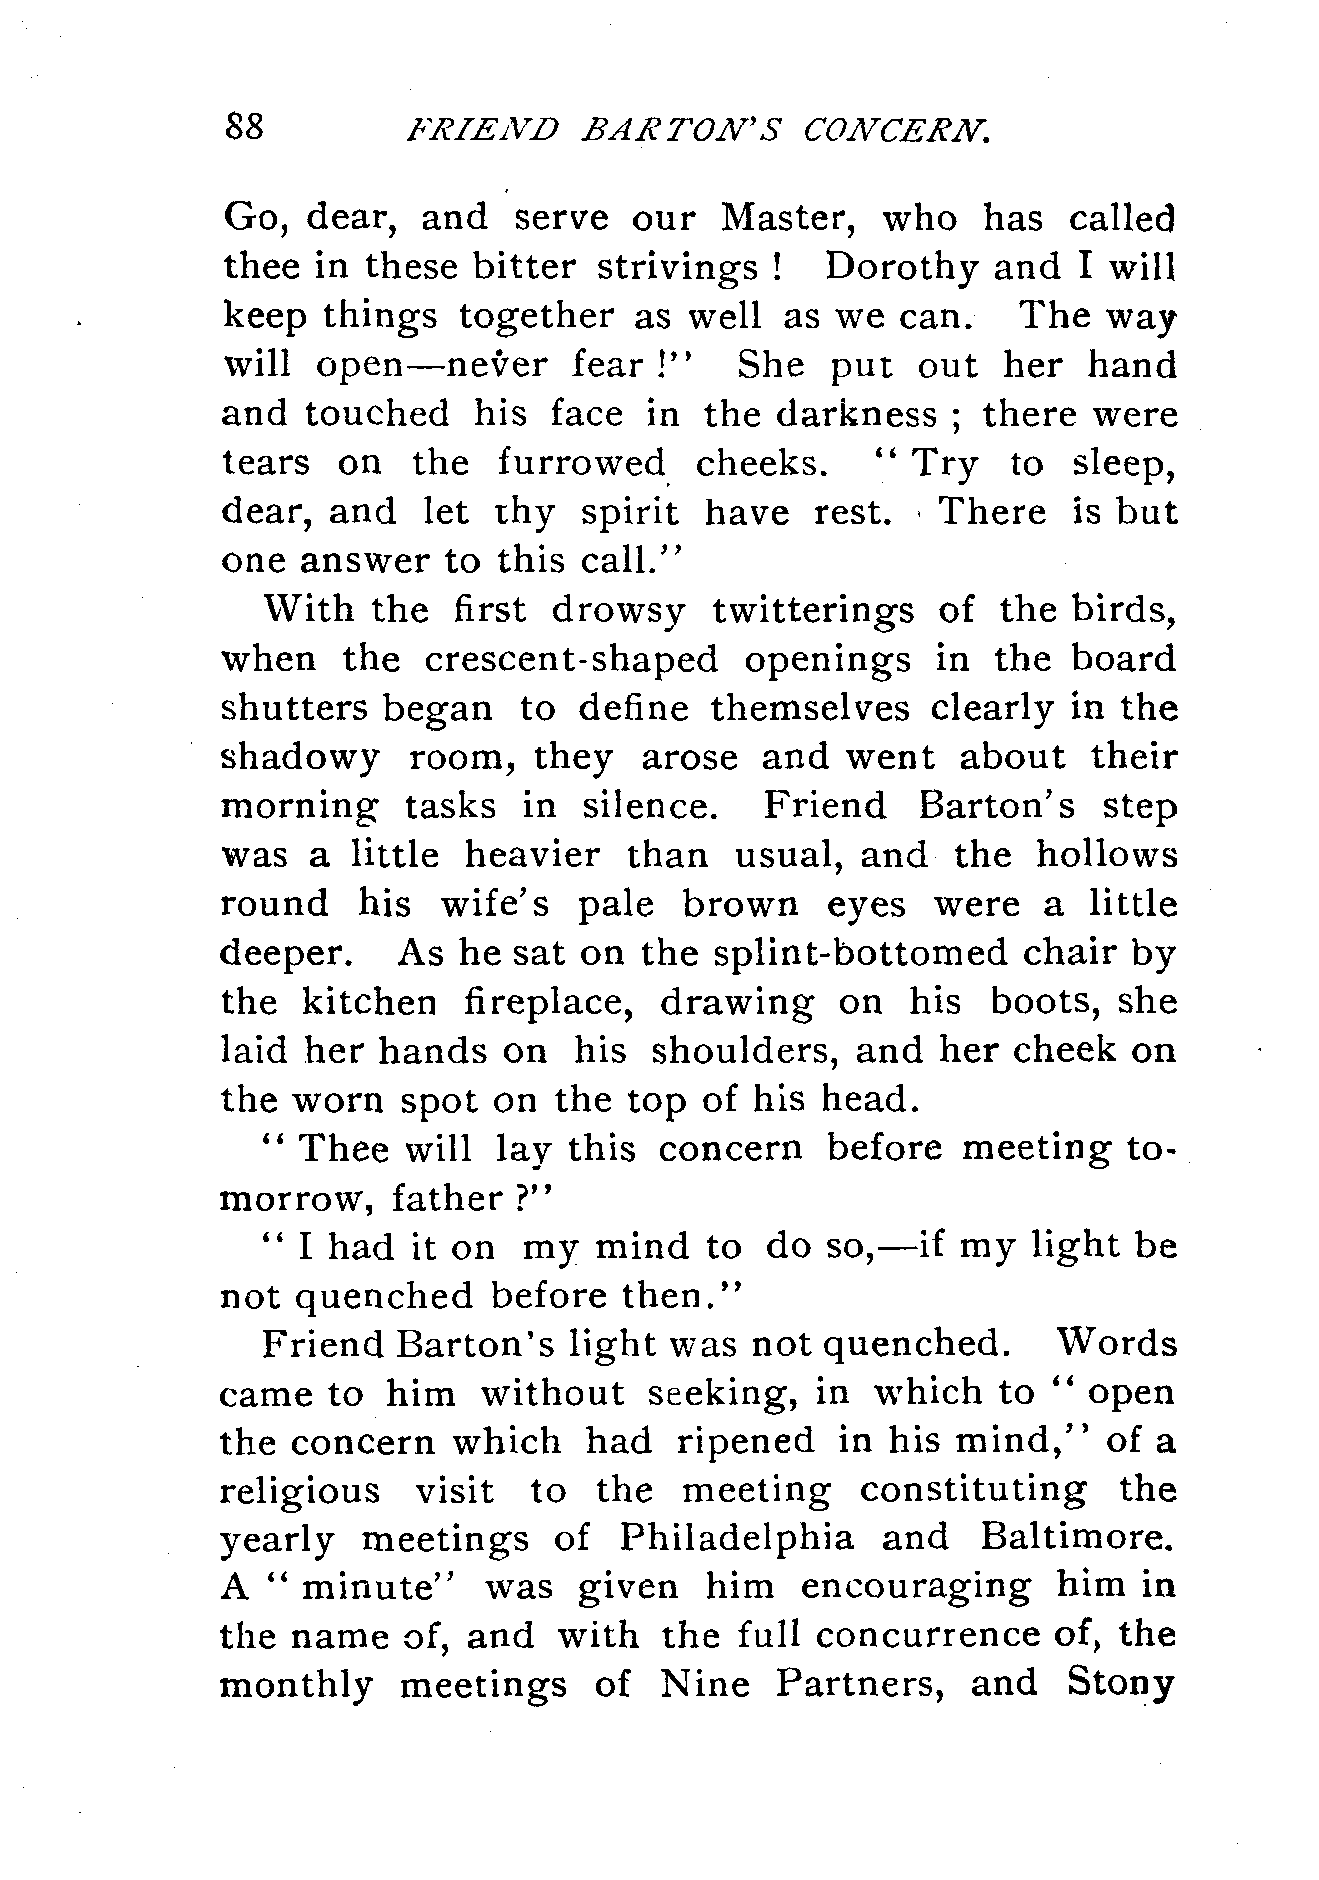 88 FRIEND BARTON'S CONCERN.
Go, dear, and serve our Master, who has called
thee in these bitter strivings ! Dorothy and I will
keep things together as well as we can. The way
will open—never fear !" She put out her hand
and touched his face in the darkness ; there were
tears on the furrowed cheeks. " Try to sleep,
dear, and let thy spirit have rest. There is but
one answer to this call."
With the first drowsy twitterings of the birds,
when the crescent-shaped openings in the board
shutters began to define themselves clearly in the
shadowy room, they arose and went about their
morning tasks in silence. Friend Barton's step
was a little heavier than usual, and the hollows
round his wife's pale brown eyes were a little
deeper. As he sat on the splint-bottomed chair by
the kitchen fireplace, drawing on his boots, she
laid her hands on his shoulders, and her cheek on
the worn spot on the top of his head.
" Thee will lay this concern before meeting to-
morrow, father ?"
" I had it on my mind to do so,—if my light be
not quenched before then."
Friend Barton's light was not quenched. Words
came to him without seeking, in which to " open
the concern which had ripened in his mind," of a
religious visit to the meeting constituting the
yearly meetings of Philadelphia and Baltimore.
A " minute" was given him encouraging him in
the name of, and with the full concurrence of, the
monthly meetings of Nine Partners, and Stony